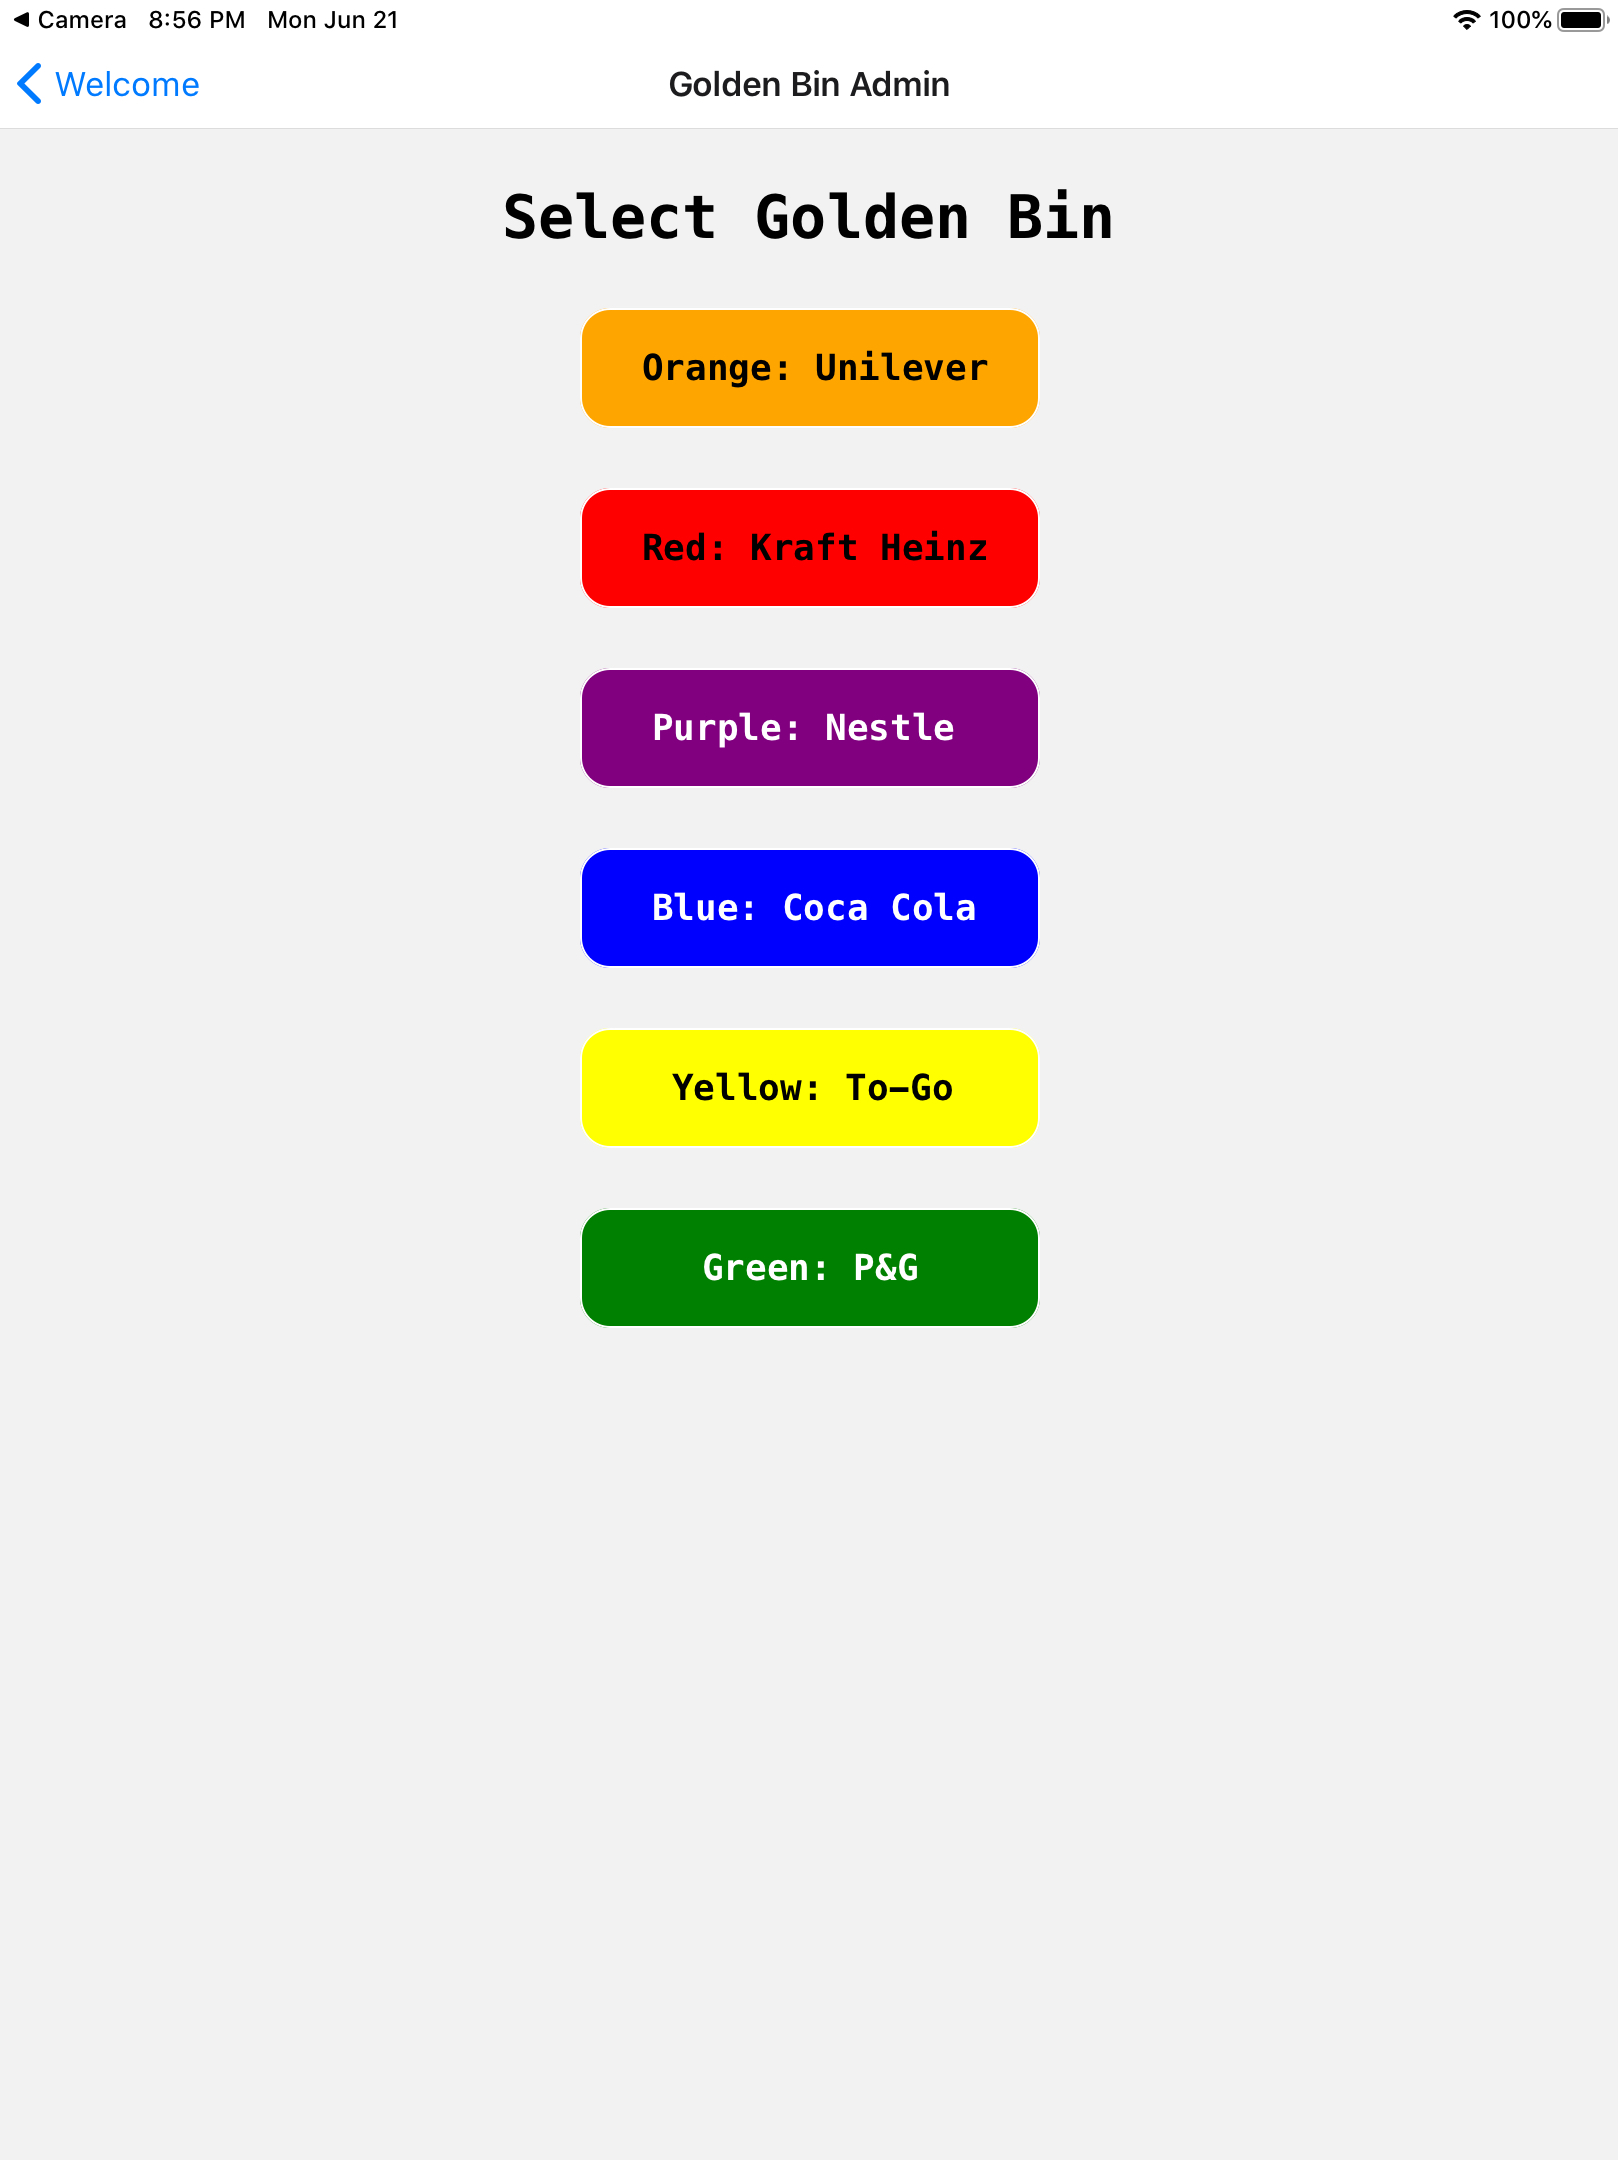 Camera 8:56 PM Mon Jun 21 100%
Welcome Golden Bin Admin
Select Golden Bin
Orange: Unilever
Red: Kraft Heinz
Purple: Nestle
Blue: Coca Cola
Yellow: To-Go
Green: P&G